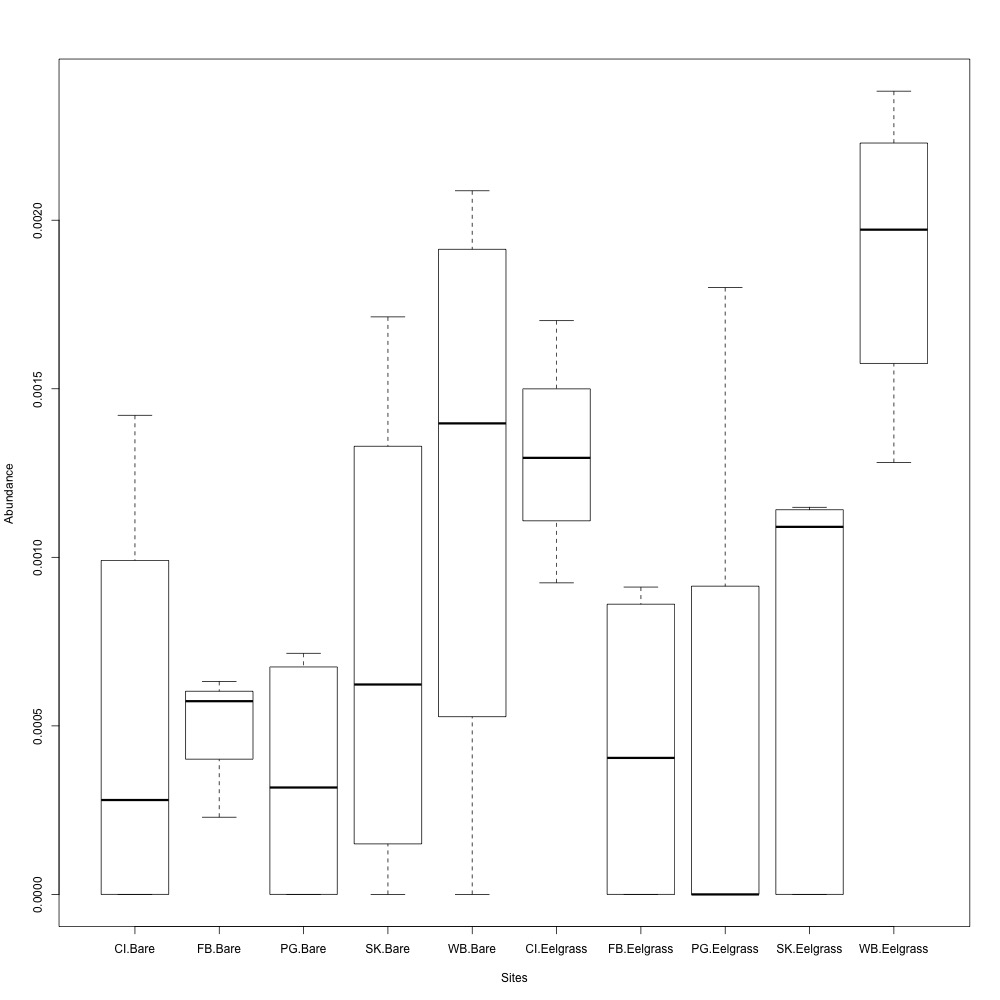 Abundance
0.0020
0.0015
0.0010
0.0005
0.0000
CI.Bare FB.Bare PG.Bare SK.Bare WB.Bare CI.Eelgrass FB.Eelgrass PG.Eelgrass SK.Eelgrass WB.Eelgrass
Sites